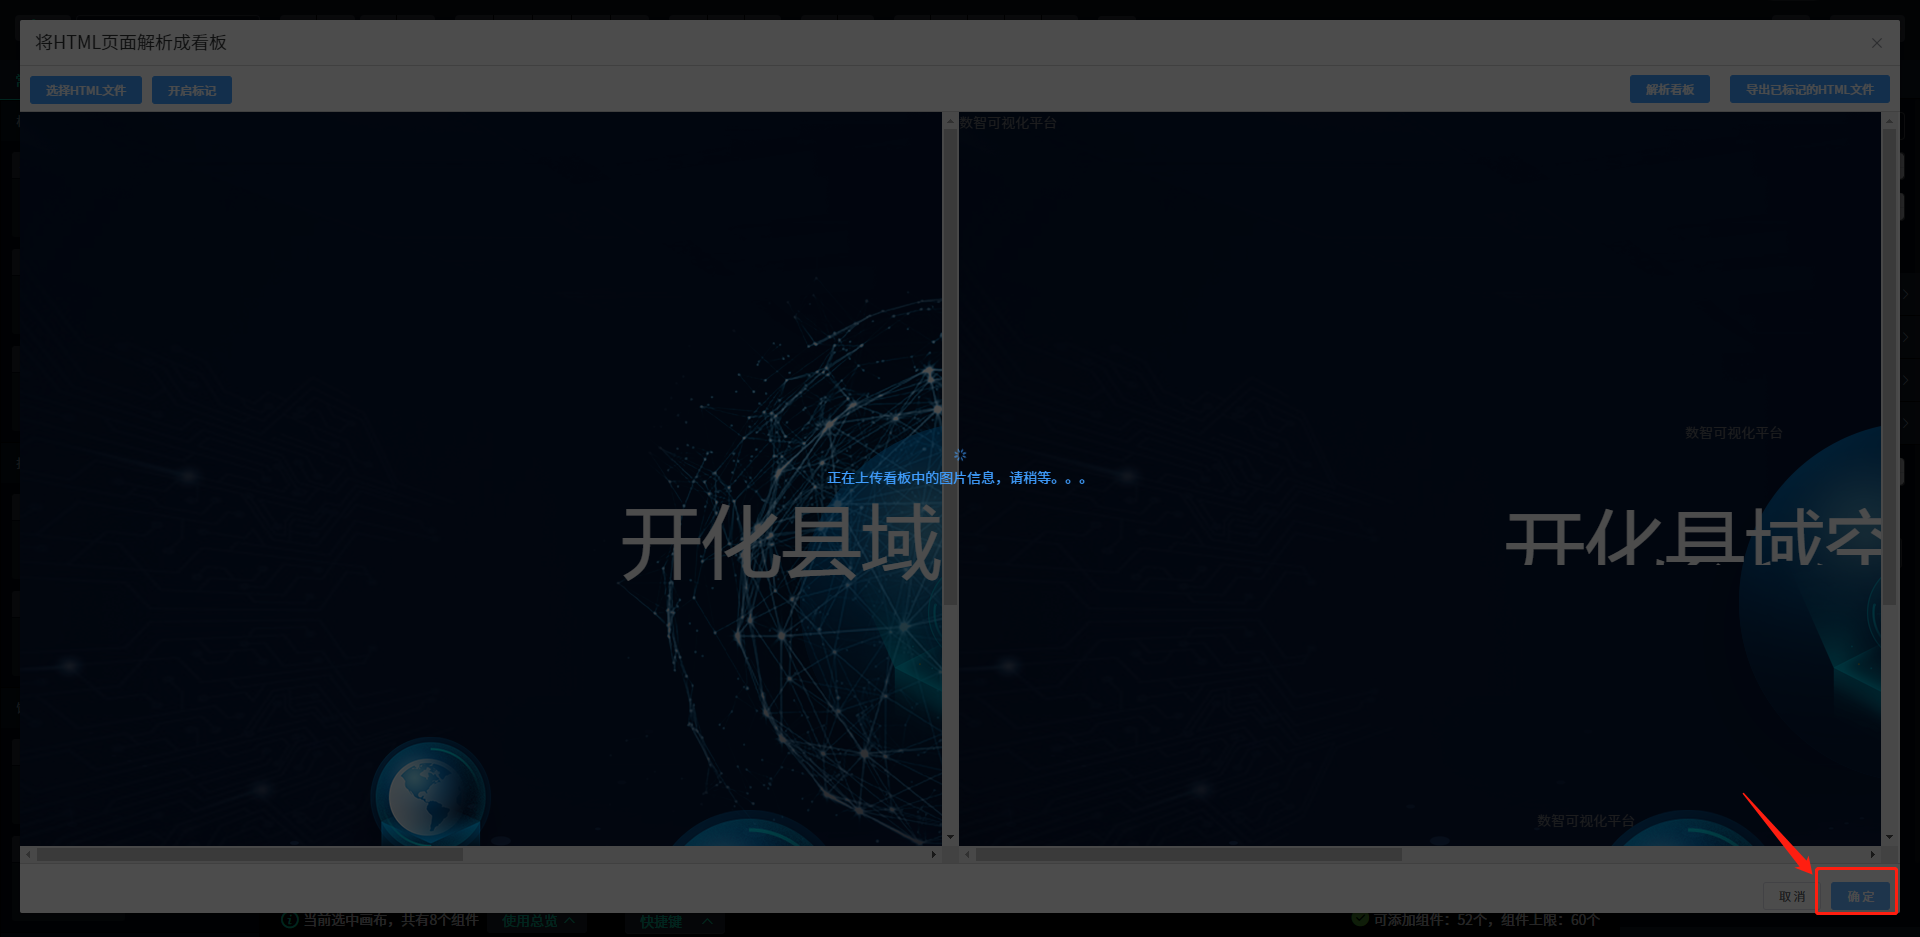 将HTML页面解析成看板
选择HTML文件
开启标记
解析看板
导出已标记的HTML文件
数智可视化平台
数智可视化平台
正在上传看板中的图片信息，请稍等。。。
开化县域
开化县域空
数智可视化平台
取消
确定
当前选中画布，共有8个组件
使用总览
快捷键
可添加组件：52个，组件上限：60个